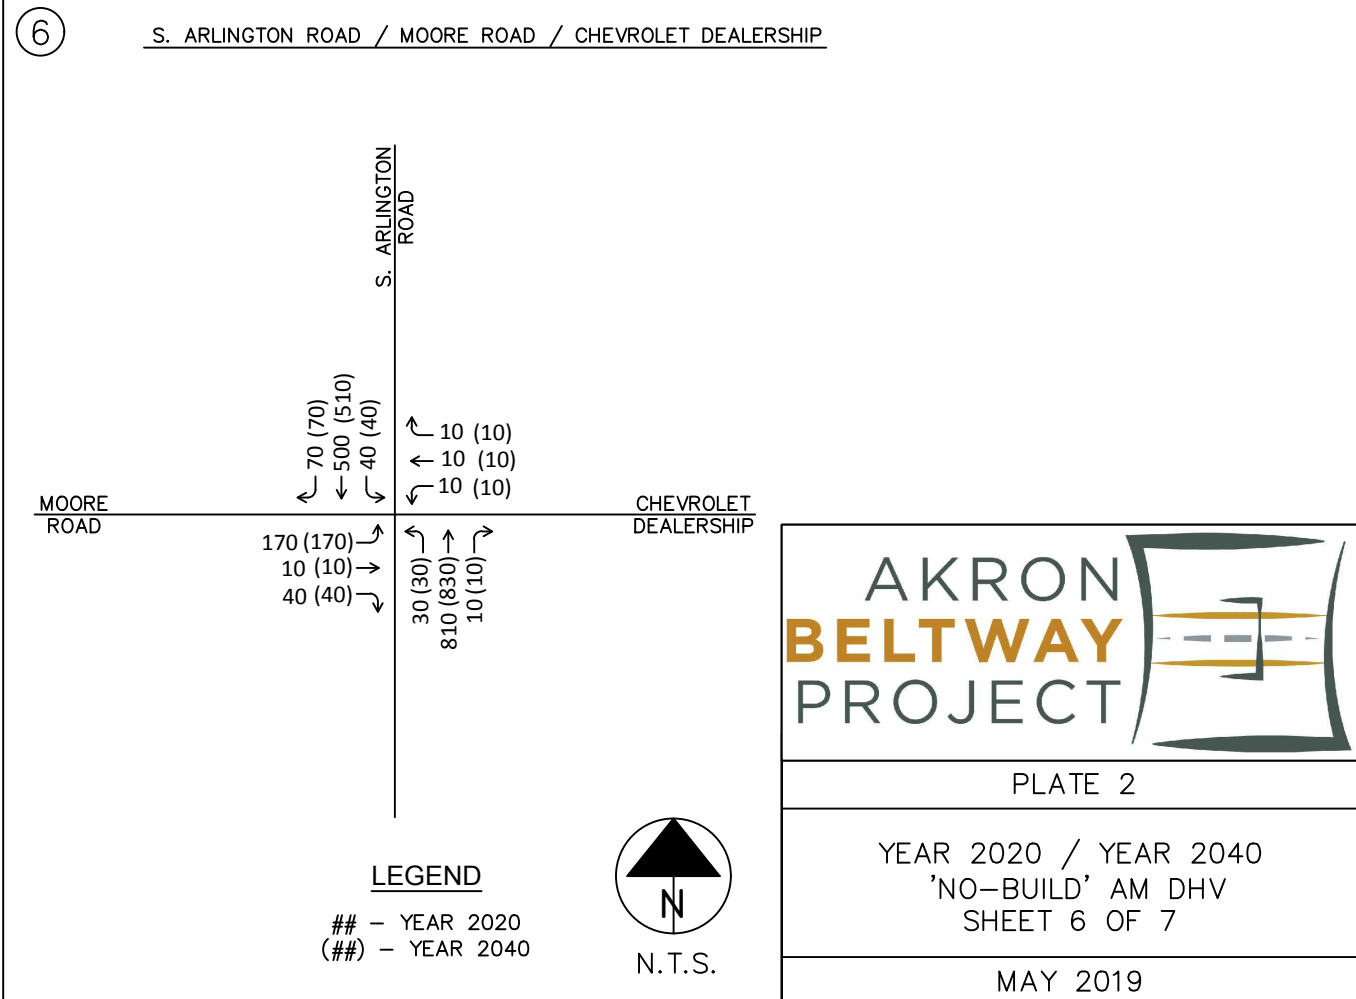 6
S. ARLINGTON ROAD / MOORE ROAD / CHEVROLET DEALERSHIP
S. ARLINGTON
ROAD
70 (70)
500 (510)
40 (40)
10 (10)
10 (10)
10 (10)
MOORE
ROAD
CHEVROLET
DEALERSHIP
170 (170)
10 (10)
40 (40)
30 (30)
810 (830)
10 (10)
AKRON
BELTWAY
PROJECT
PLATE 2
YEAR 2020 / YEAR 2040
'NO-BUILD' AM DHV
SHEET 6 OF 7
MAY 2019
LEGEND
## - YEAR 2020
(##) - YEAR 2040
N
N.T.S.